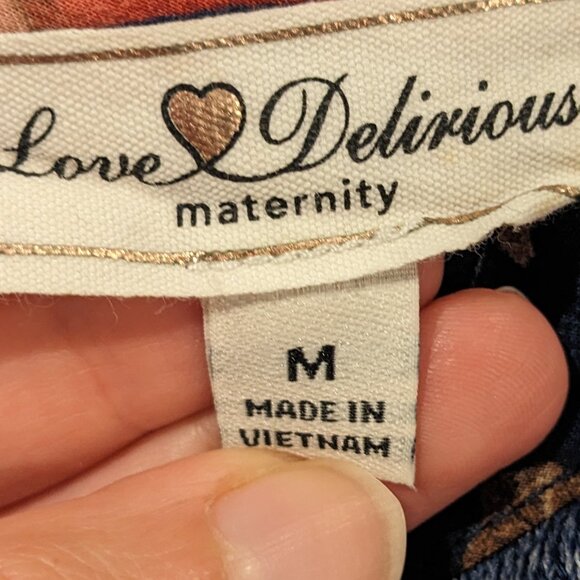 Love Delirious
maternity
M
MADE IN
VIETNAM